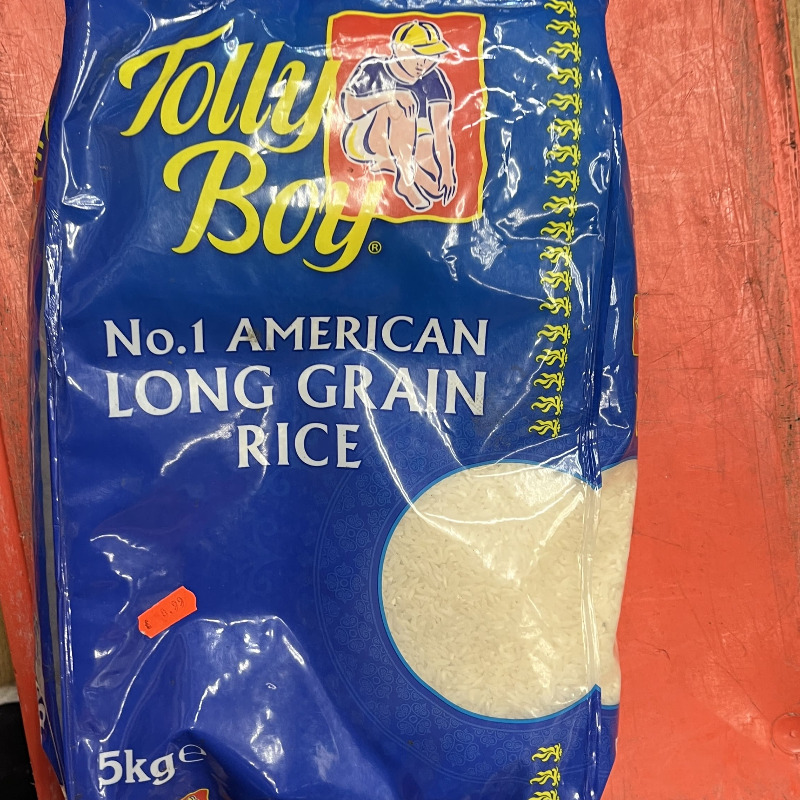 Tolly
Boy®
No.1 AMERICAN
LONG GRAIN
RICE
5kg℮